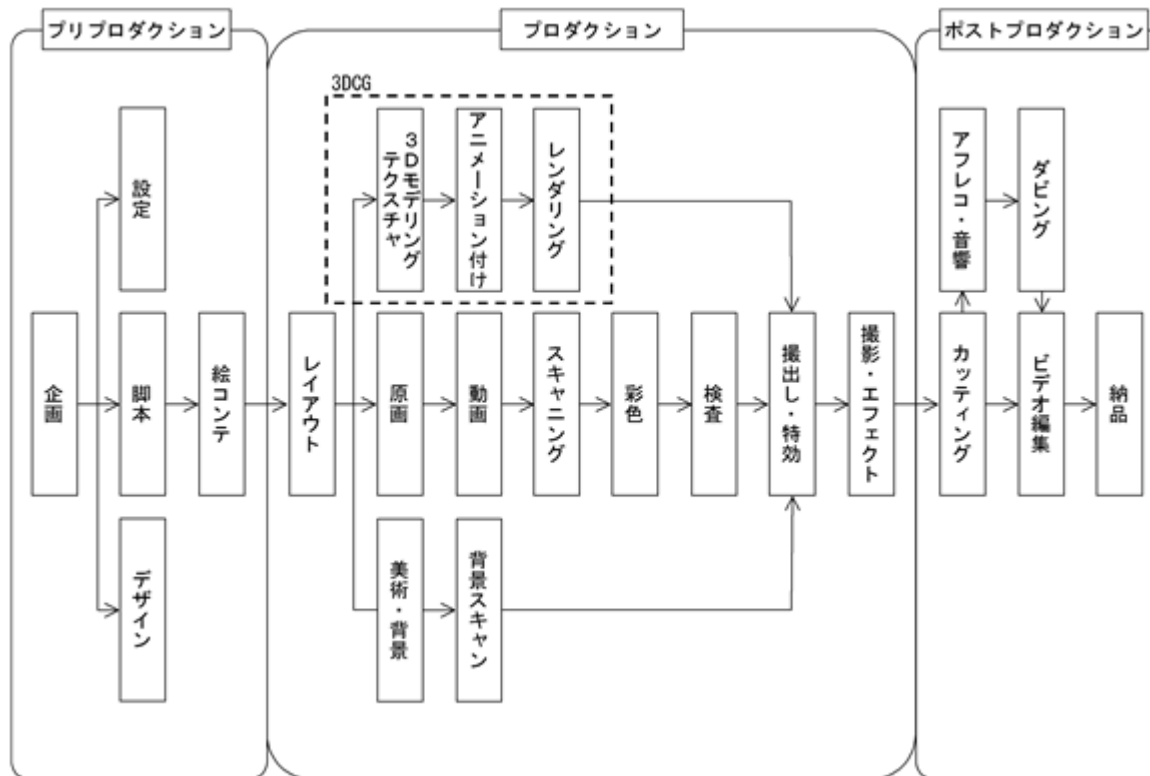 プリプロダクション
プロダクション
ポストプロダクション
3DCG
設定
企画
脚本
絵コンテ
デザイン
レイアウト
3Dモデリング
テクスチャ
アニメーション付け
レンダリング
原画
動画
スキャニング
彩色
検査
撮出し・特効
撮影・エフェクト
美術・背景
背景スキャン
アフレコ・音響
ダビング
カッティング
ビデオ編集
納品